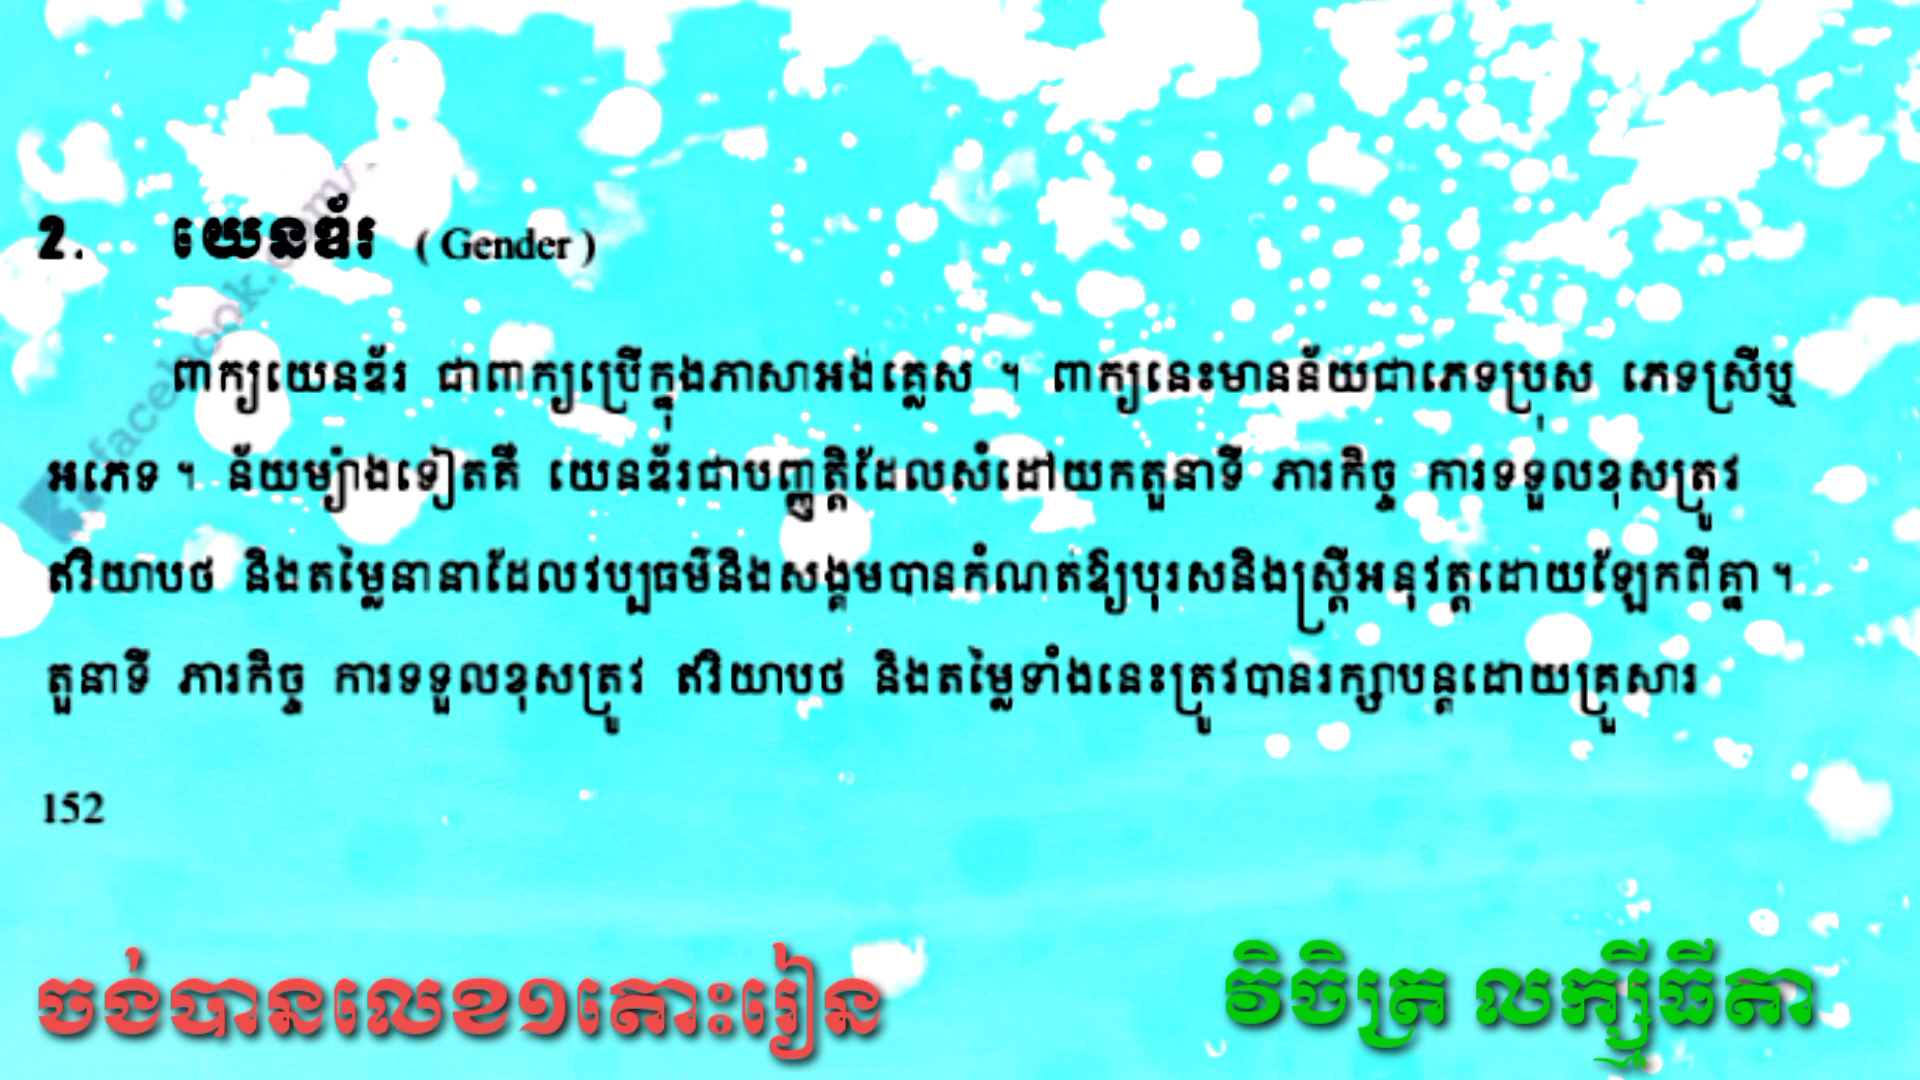 2. យេនឌ័រ ( Gender )
ពាក្យយេនឌ័រ ជាពាក្យប្រើក្នុងភាសាអង់គ្លេស ។ ពាក្យនេះមានន័យជាភេទប្រុស ភេទស្រីឬ
អភេទ ។ ន័យម្យ៉ាងទៀតគឺ យេនឌ័រជាបញ្ញត្តិដែលសំដៅយកតួនាទី ភារកិច្ច ការទទួលខុសត្រូវ
ឥរិយាបថ និងតម្លៃនានាដែលវប្បធម៌និងសង្គមបានកំណត់ឱ្យបុរសនិងស្ត្រីអនុវត្តដោយឡែកពីគ្នា ។
តួនាទី ភារកិច្ច ការទទួលខុសត្រូវ ឥរិយាបថ និងតម្លៃទាំងនេះត្រូវបានរក្សាបន្តដោយគ្រួសារ
152
facebook.com/
ចង់បានលេខ១តោះរៀន
វិចិត្រ លក្ស្មីធីតា